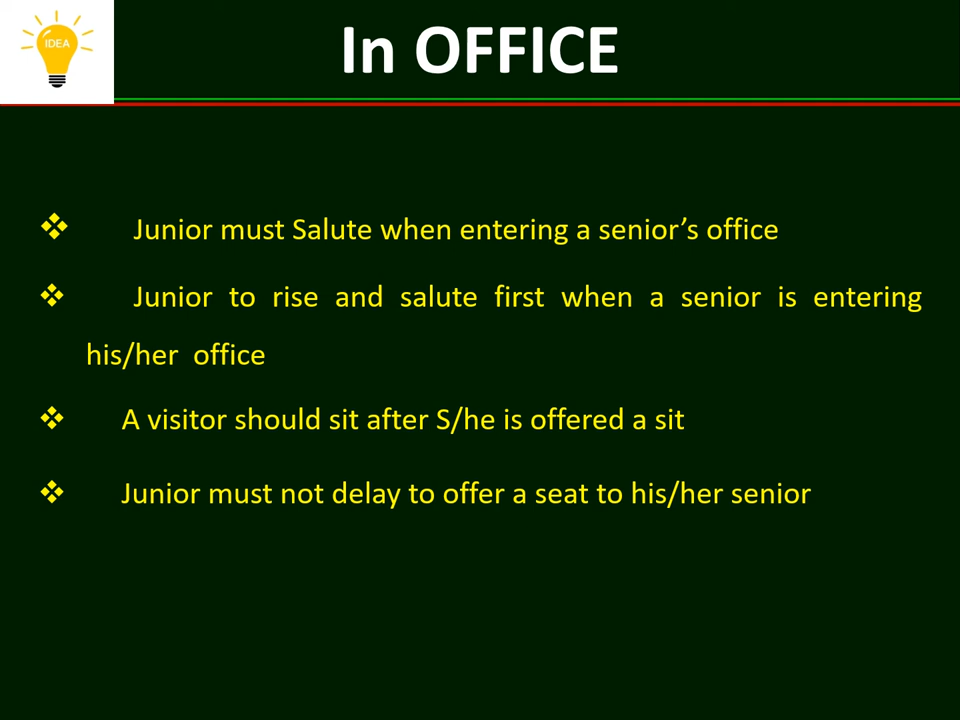 IDEA
In OFFICE
❖ Junior must Salute when entering a senior’s office
❖ Junior to rise and salute first when a senior is entering
his/her office
❖ A visitor should sit after S/he is offered a sit
❖ Junior must not delay to offer a seat to his/her senior